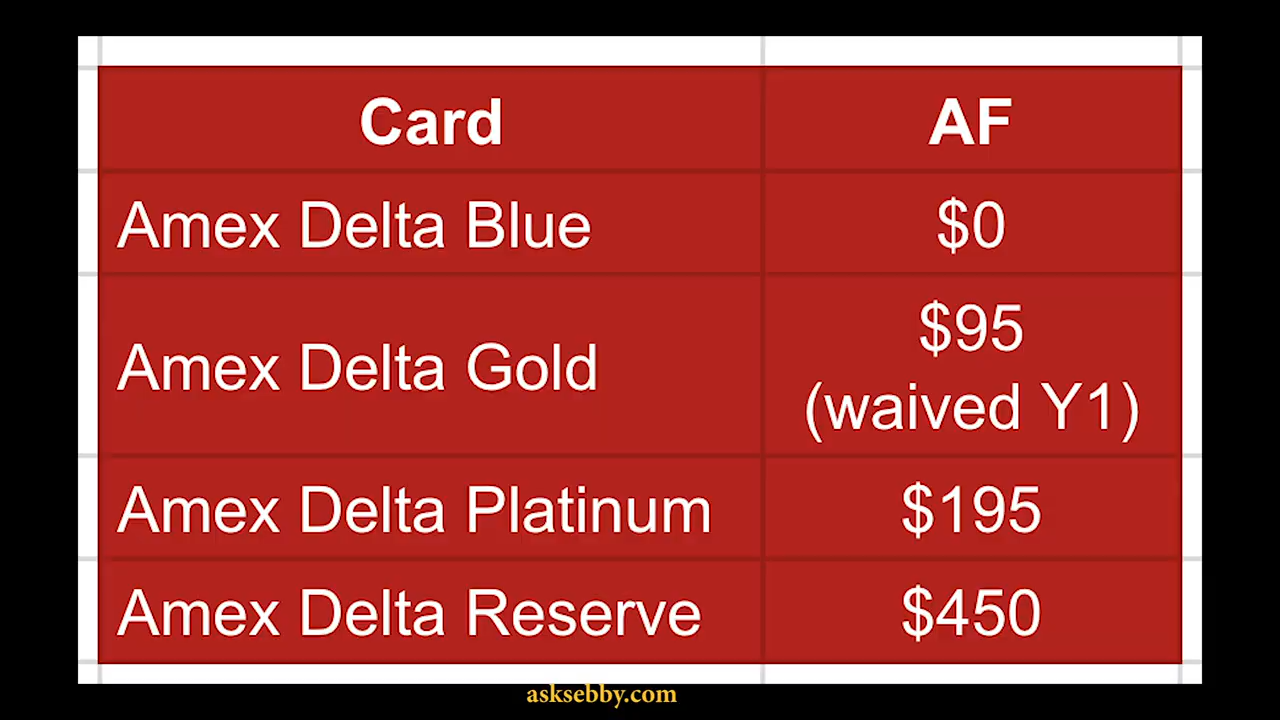 Card AF
Amex Delta Blue $0
Amex Delta Gold $95
(waived Y1)
Amex Delta Platinum $195
Amex Delta Reserve $450
asksebby.com